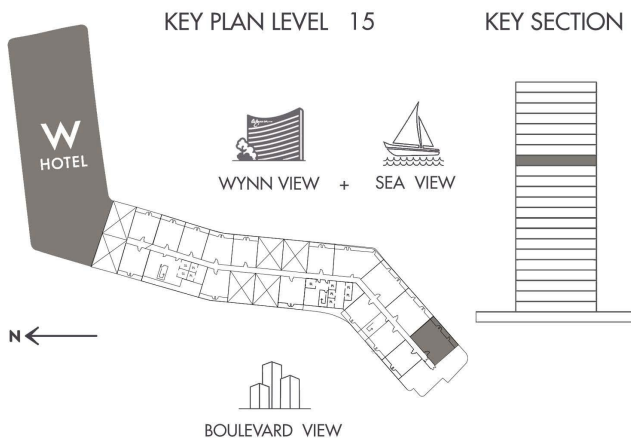 KEY PLAN LEVEL 15
KEY SECTION
W
HOTEL
WYNN VIEW + SEA VIEW
N
BOULEVARD VIEW